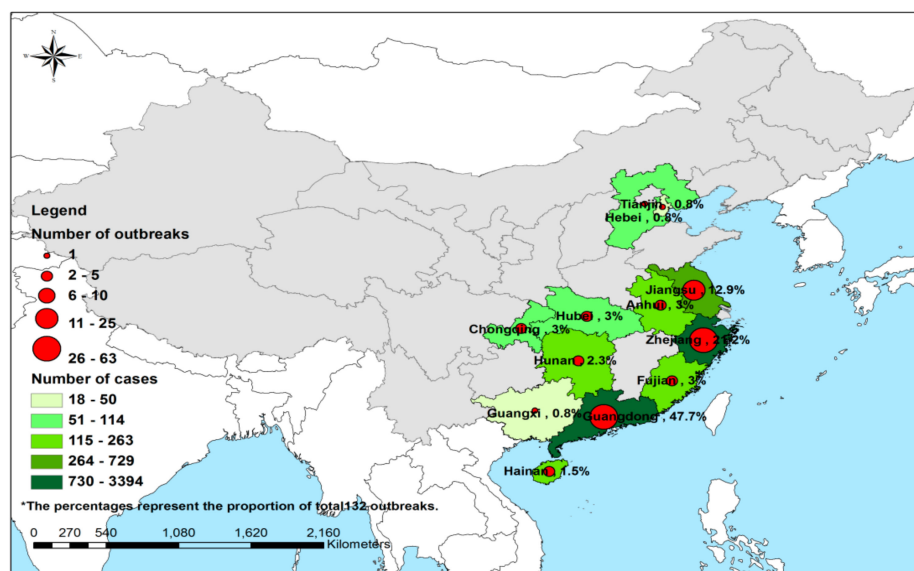 N
W E
S
Tianjin , 0.8%
Hebei , 0.8%
Jiangsu , 12.9%
Anhui , 3%
Hubei , 3%
Chongqing , 3%
Zhejiang , 21.2%
Hunan , 2.3%
Fujian , 3%
Guangxi , 0.8%
Guangdong , 47.7%
Hainan , 1.5%
Legend
Number of outbreaks
1
2 - 5
6 - 10
11 - 25
26 - 63
Number of cases
18 - 50
51 - 114
115 - 263
264 - 729
730 - 3394
*The percentages represent the proportion of total132 outbreaks.
0 270 540 1,080 1,620 2,160
Kilometers